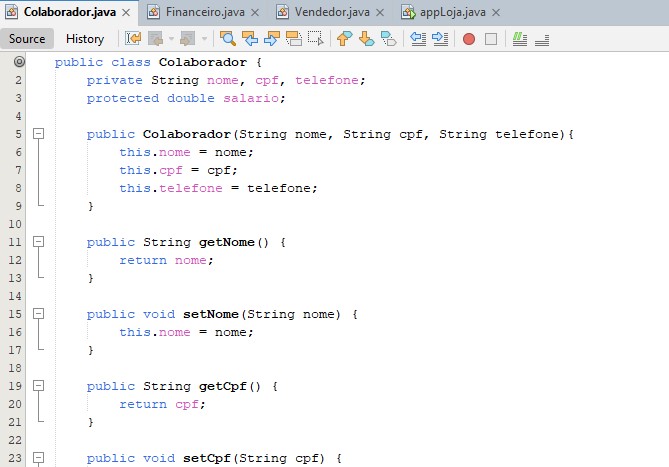 Colaborador.java × Financeiro.java × Vendedor.java × appLoja.java ×
Source History
public class Colaborador {
2 private String nome, cpf, telefone;
3 protected double salario;
4
5 public Colaborador(String nome, String cpf, String telefone){
6 this.nome = nome;
7 this.cpf = cpf;
8 this.telefone = telefone;
9 }
10
11 public String getNome() {
12 return nome;
13 }
14
15 public void setNome(String nome) {
16 this.nome = nome;
17 }
18
19 public String getCpf() {
20 return cpf;
21 }
22
23 public void setCpf(String cpf) {